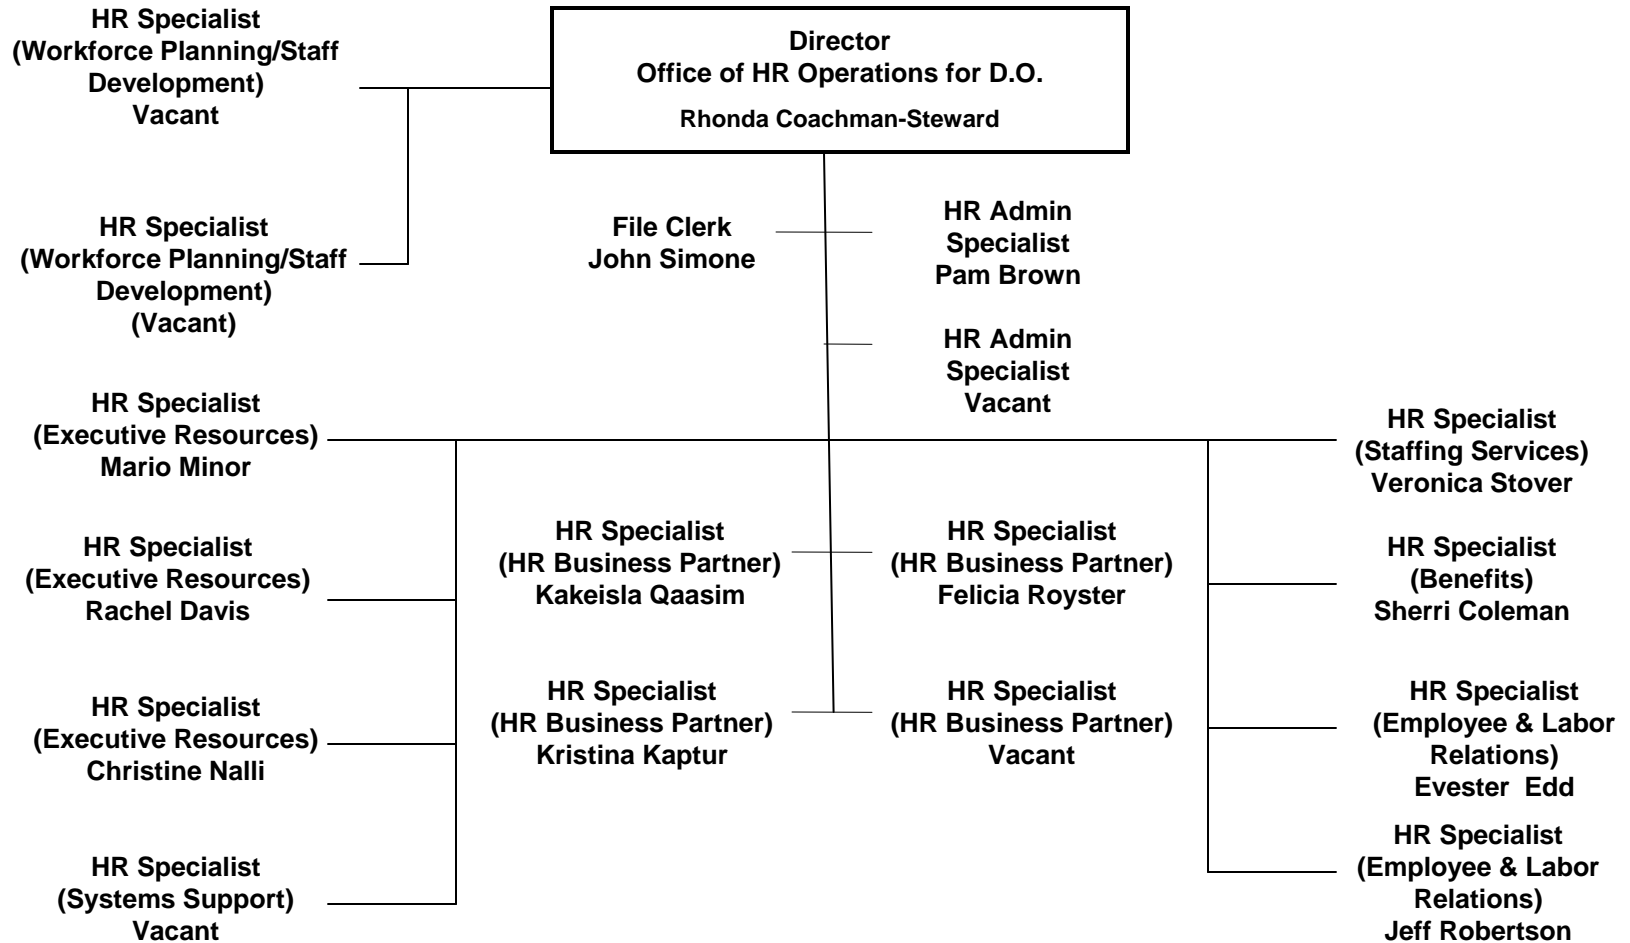 HR Specialist
(Workforce Planning/Staff
Development)
Vacant
Director
Office of HR Operations for D.O.
Rhonda Coachman-Steward
HR Specialist
(Workforce Planning/Staff
Development)
(Vacant)
File Clerk
John Simone
HR Admin
Specialist
Pam Brown
HR Admin
Specialist
Vacant
HR Specialist
(Executive Resources)
Mario Minor
HR Specialist
(Staffing Services)
Veronica Stover
HR Specialist
(Executive Resources)
Rachel Davis
HR Specialist
(HR Business Partner)
Kakeisla Qaasim
HR Specialist
(HR Business Partner)
Felicia Royster
HR Specialist
(Benefits)
Sherri Coleman
HR Specialist
(Executive Resources)
Christine Nalli
HR Specialist
(HR Business Partner)
Kristina Kaptur
HR Specialist
(HR Business Partner)
Vacant
HR Specialist
(Employee & Labor
Relations)
Evester  Edd
HR Specialist
(Systems Support)
Vacant
HR Specialist
(Employee & Labor
Relations)
Jeff Robertson